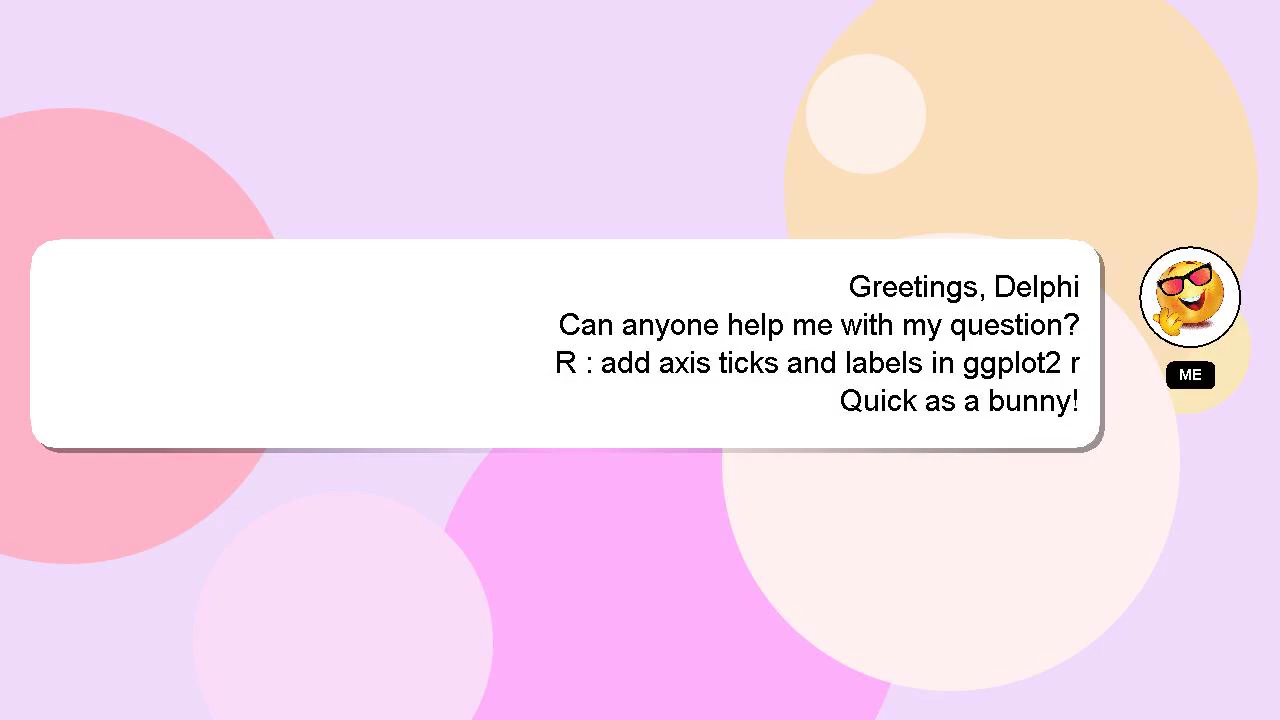 Greetings, Delphi
Can anyone help me with my question?
R : add axis ticks and labels in ggplot2 r
Quick as a bunny!
ME